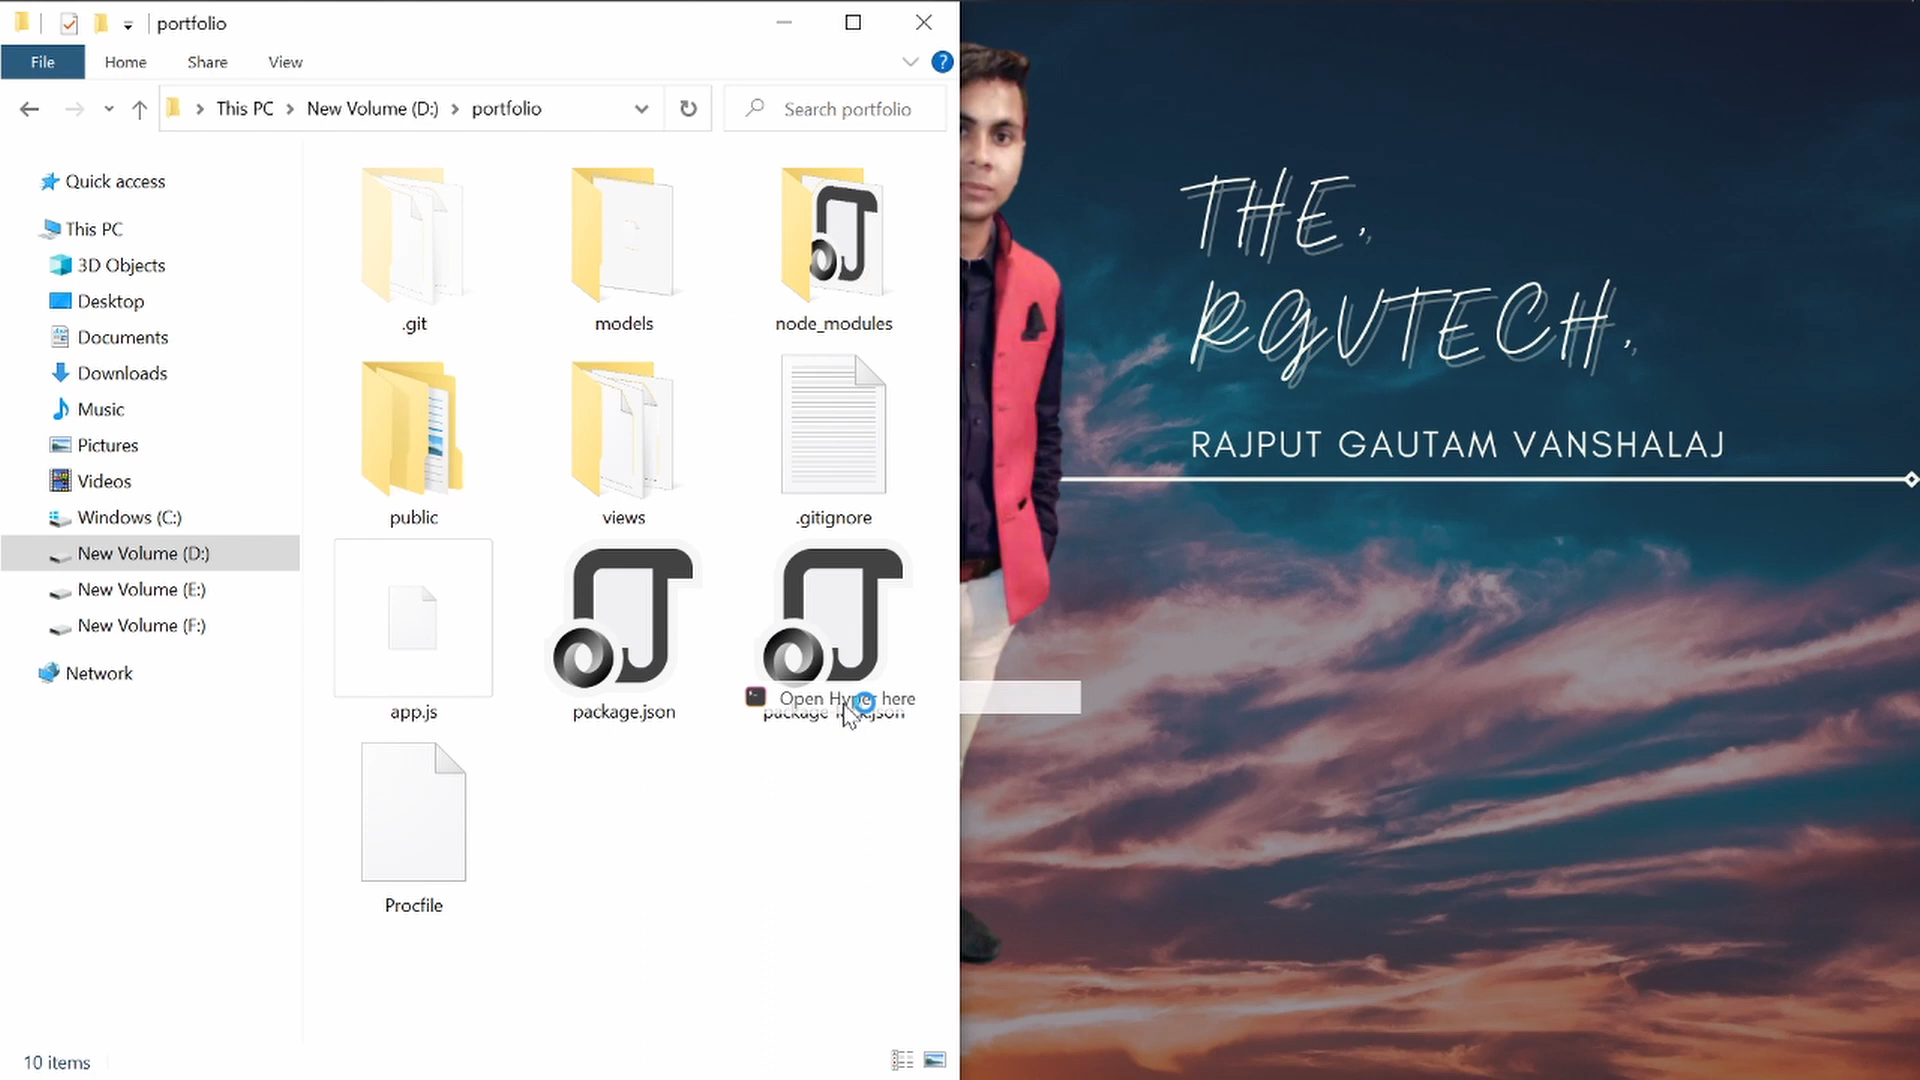 portfolio
File Home Share View
This PC New Volume (D:) portfolio Search portfolio
Quick access
This PC
3D Objects
Desktop
Documents
Downloads
Music
Pictures
Videos
Windows (C:)
New Volume (D:)
New Volume (E:)
New Volume (F:)
Network
.git models node_modules
public views .gitignore
Open Hyper here
app.js package.json package-lock.json
Procfile
10 items
THE.
RGVTECH.
RAJPUT GAUTAM VANSHALAJ